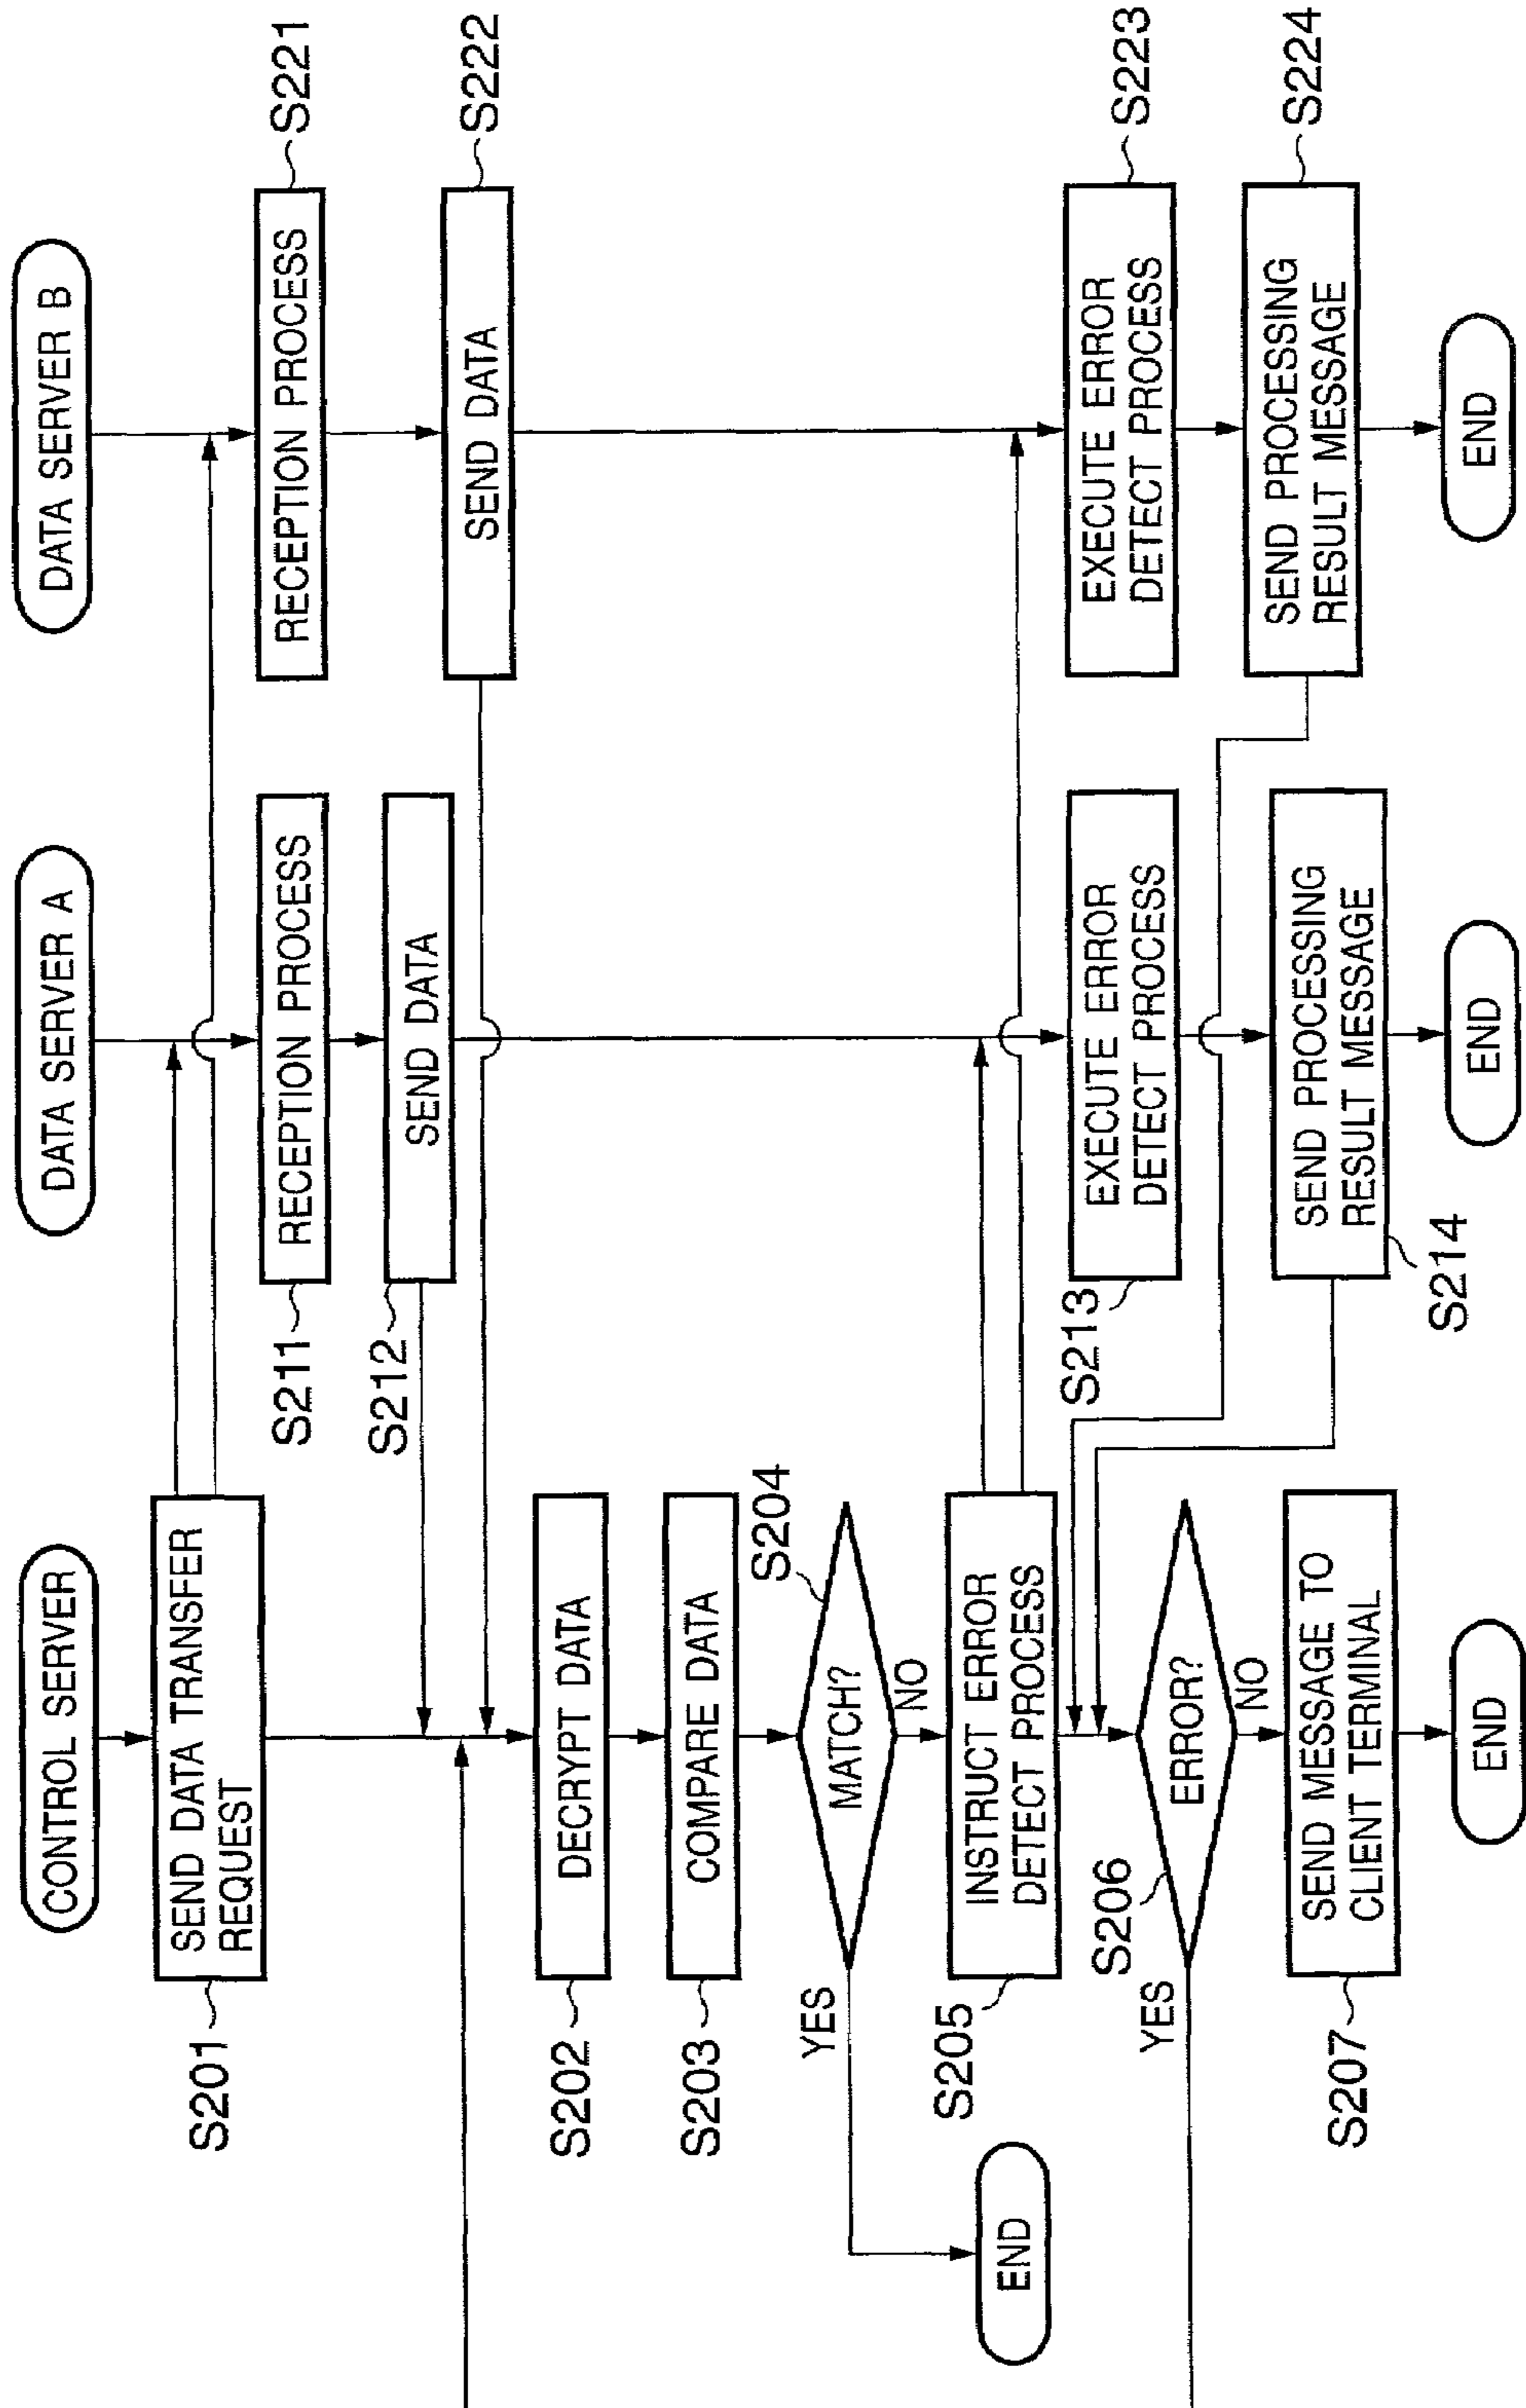 CONTROL SERVER
SEND DATA TRANSFER
REQUEST
S201
DECRYPT DATA
S202
COMPARE DATA
S203
MATCH?
S204
YES
NO
END
INSTRUCT ERROR
DETECT PROCESS
S205
ERROR?
S206
YES
NO
SEND MESSAGE TO
CLIENT TERMINAL
S207
END
DATA SERVER A
RECEPTION PROCESS
S211
SEND DATA
S212
EXECUTE ERROR
DETECT PROCESS
S213
SEND PROCESSING
RESULT MESSAGE
S214
END
DATA SERVER B
RECEPTION PROCESS
S221
SEND DATA
S222
EXECUTE ERROR
DETECT PROCESS
S223
SEND PROCESSING
RESULT MESSAGE
S224
END